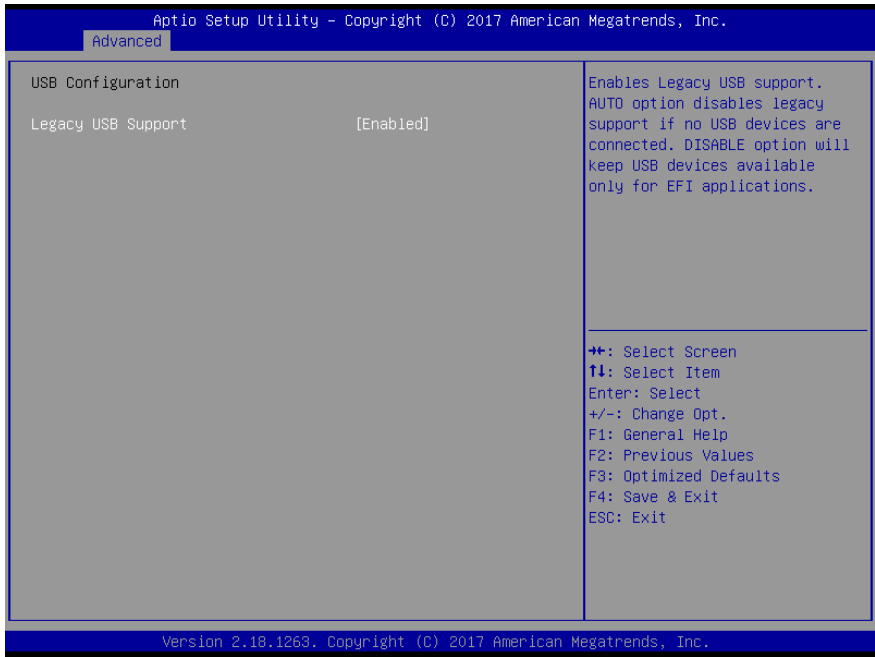 Aptio Setup Utility – Copyright (C) 2017 American Megatrends, Inc.
Advanced
USB Configuration
Legacy USB Support [Enabled]
Enables Legacy USB support.
AUTO option disables legacy
support if no USB devices are
connected. DISABLE option will
keep USB devices available
only for EFI applications.
→←: Select Screen
↑↓: Select Item
Enter: Select
+/-: Change Opt.
F1: General Help
F2: Previous Values
F3: Optimized Defaults
F4: Save & Exit
ESC: Exit
Version 2.18.1263. Copyright (C) 2017 American Megatrends, Inc.